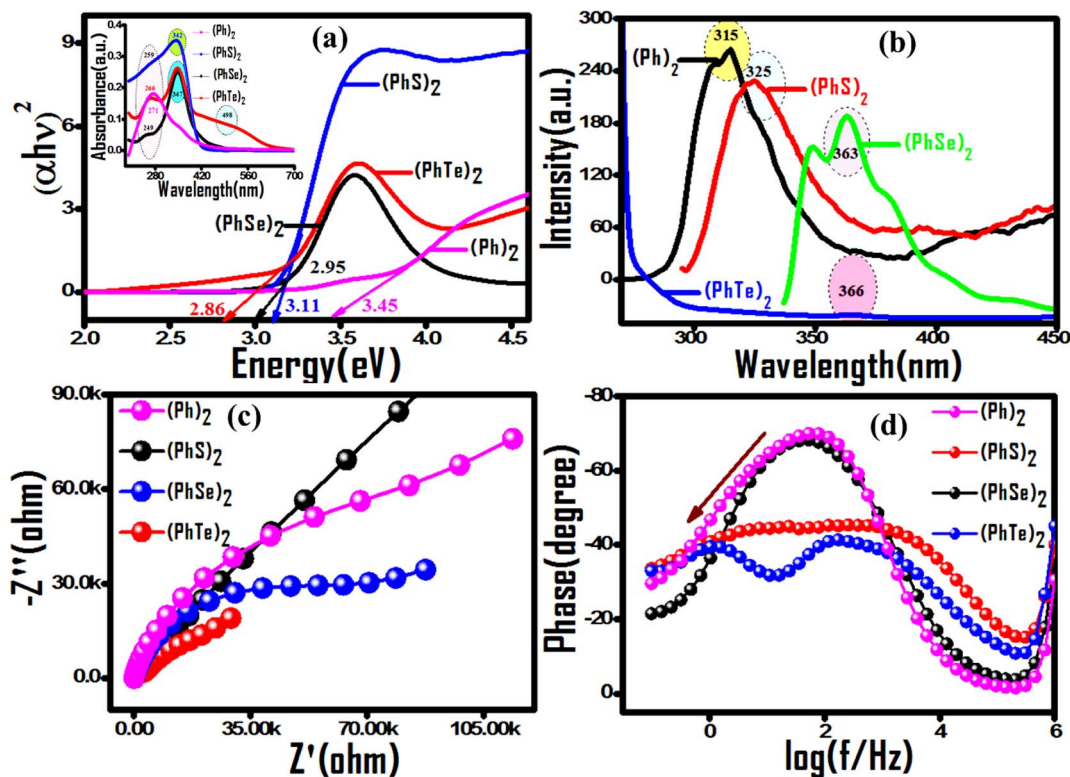 (a)
(αhν)²
9
6
3
0
2.0 2.5 3.0 3.5 4.0 4.5
Energy(eV)
(PhS)₂
(PhTe)₂
(PhSe)₂
(Ph)₂
2.95
2.86
3.11
3.45
0.4
0.3
0.2
0.1
0.0
Absorbance(a.u.)
280 420 560 700
Wavelength(nm)
342
259
266
271
249
347
498
(Ph)₂
(PhS)₂
(PhSe)₂
(PhTe)₂
(b)
Intensity(a.u.)
300
240
180
120
60
0
300 350 400 450
Wavelength(nm)
315
325
363
366
(Ph)₂
(PhS)₂
(PhSe)₂
(PhTe)₂
(c)
-Z''(ohm)
90.0k
60.0k
30.0k
0.0
0.00 35.00k 70.00k 105.00k
Z'(ohm)
(Ph)₂
(PhS)₂
(PhSe)₂
(PhTe)₂
(d)
Phase(degree)
-80
-60
-40
-20
0
0 2 4 6
log(f/Hz)
(Ph)₂
(PhS)₂
(PhSe)₂
(PhTe)₂